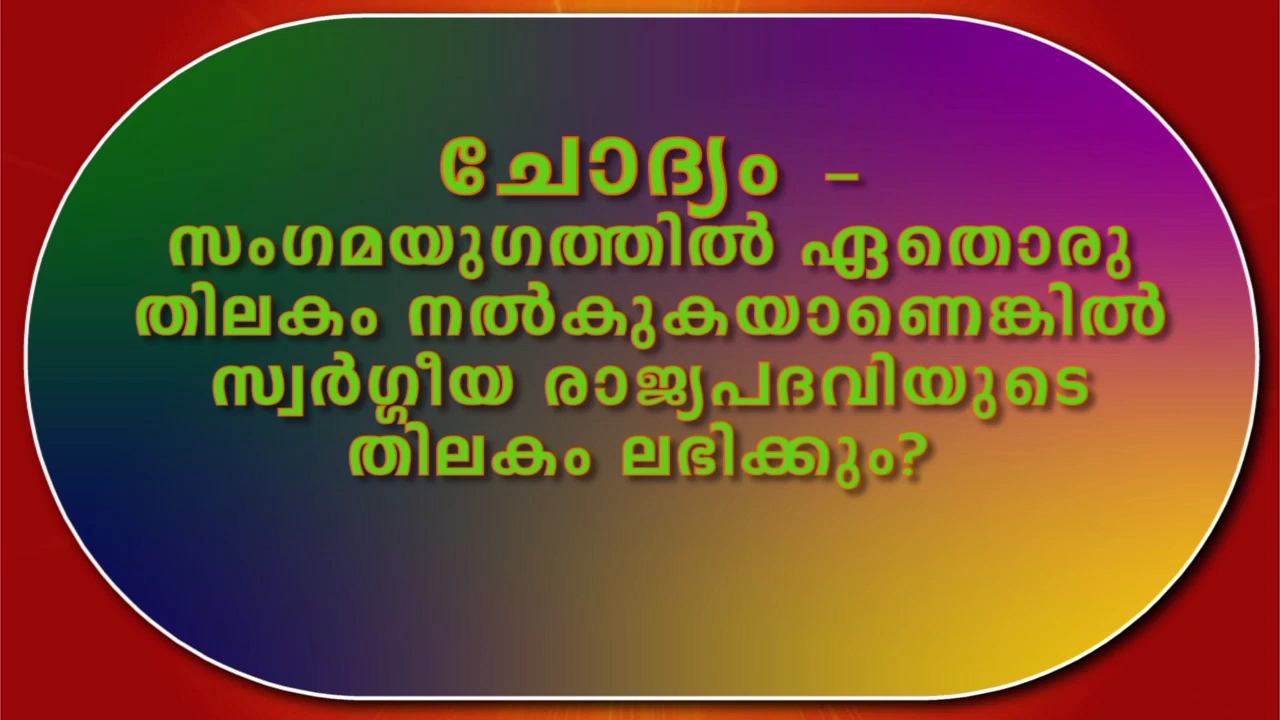 ചോദ്യം –
സംഗമയുഗത്തിൽ ഏതൊരു
തിലകം നൽകുകയാണെങ്കിൽ
സ്വർഗ്ഗീയ രാജ്യപദവിയുടെ
തിലകം ലഭിക്കും?